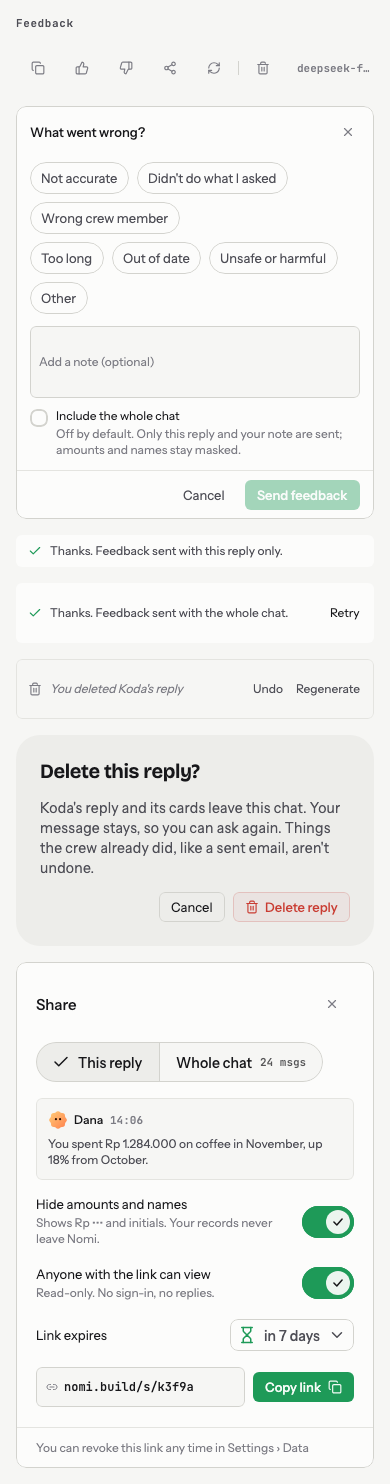 Feedback
deepseek-f…
What went wrong?
Not accurate
Didn't do what I asked
Wrong crew member
Too long
Out of date
Unsafe or harmful
Other
Add a note (optional)
Include the whole chat
Off by default. Only this reply and your note are sent;
amounts and names stay masked.
Cancel
Send feedback
Thanks. Feedback sent with this reply only.
Thanks. Feedback sent with the whole chat.
Retry
You deleted Koda's reply
Undo
Regenerate
Delete this reply?
Koda's reply and its cards leave this chat. Your
message stays, so you can ask again. Things
the crew already did, like a sent email, aren't
undone.
Cancel
Delete reply
Share
This reply
Whole chat 24 msgs
Dana 14:06
You spent Rp 1.284.000 on coffee in November, up
18% from October.
Hide amounts and names
Shows Rp ••• and initials. Your records never
leave Nomi.
Anyone with the link can view
Read-only. No sign-in, no replies.
Link expires
in 7 days
nomi.build/s/k3f9a
Copy link
You can revoke this link any time in Settings › Data